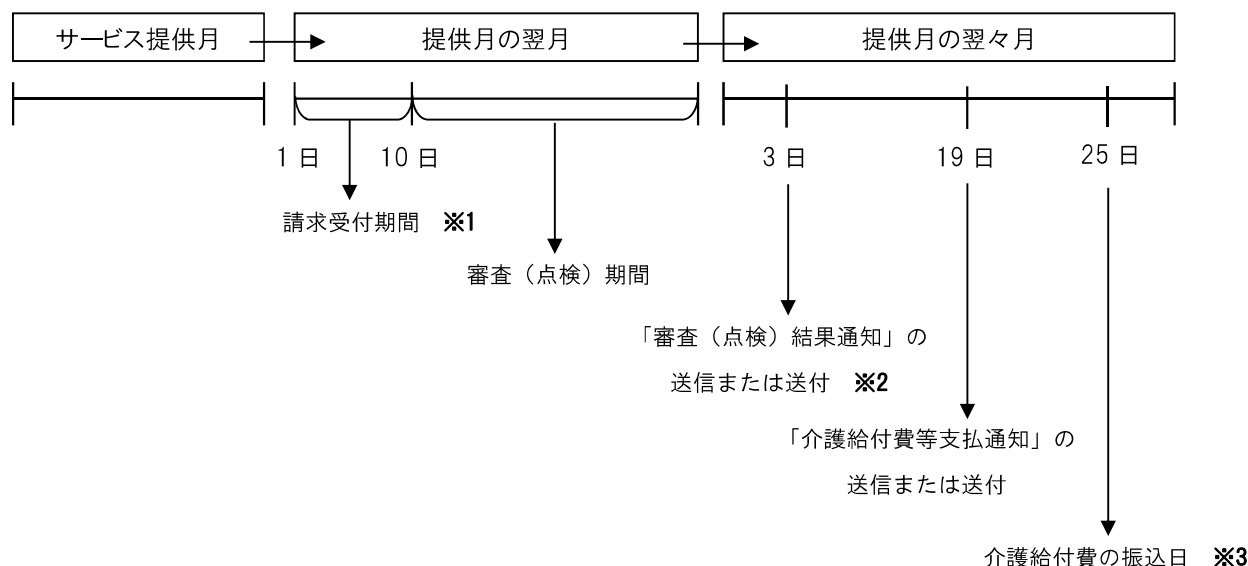 サービス提供月
提供月の翌月
提供月の翌々月
1日
10日
3日
19日
25日
請求受付期間 ※1
審査（点検）期間
「審査（点検）結果通知」の
送信または送付 ※2
「介護給付費等支払通知」の
送信または送付
介護給付費の振込日 ※3